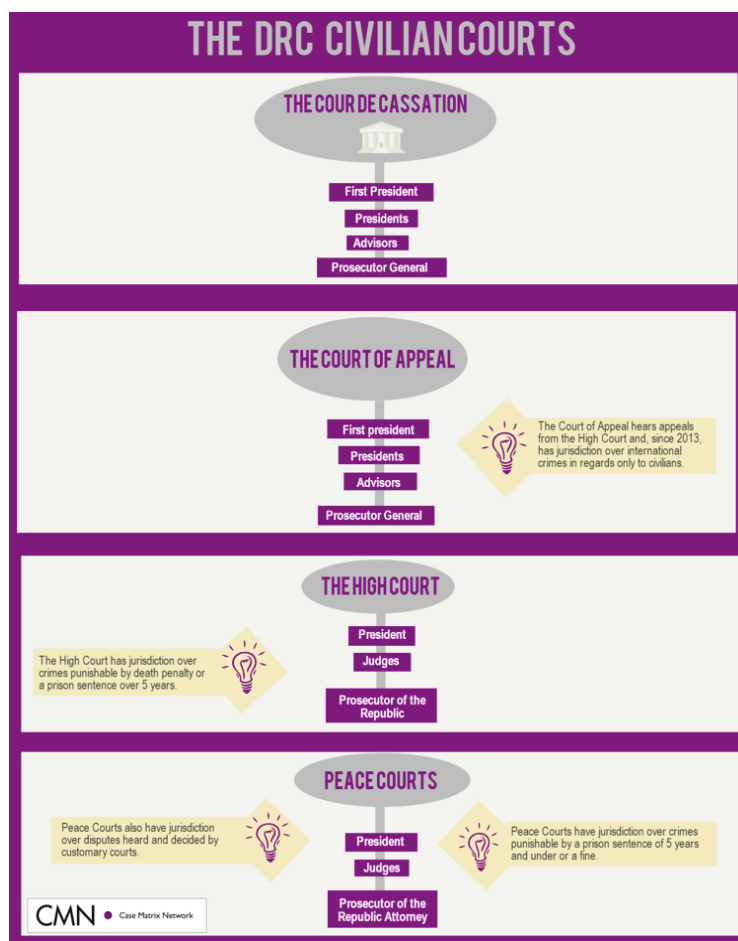 THE DRC CIVILIAN COURTS
THE COUR DE CASSATION
First President
Presidents
Advisors
Prosecutor General
THE COURT OF APPEAL
First president
Presidents
Advisors
Prosecutor General
The Court of Appeal hears appeals
from the High Court and, since 2013,
has jurisdiction over international
crimes in regards only to civilians.
THE HIGH COURT
President
Judges
Prosecutor of the
Republic
The High Court has jurisdiction over
crimes punishable by death penalty or
a prison sentence over 5 years.
PEACE COURTS
Peace Courts also have jurisdiction
over disputes heard and decided by
customary courts.
President
Judges
Prosecutor of the
Republic Attorney
Peace Courts have jurisdiction over crimes
punishable by a prison sentence of 5 years
and under or a fine.
CMN Case Matrix Network